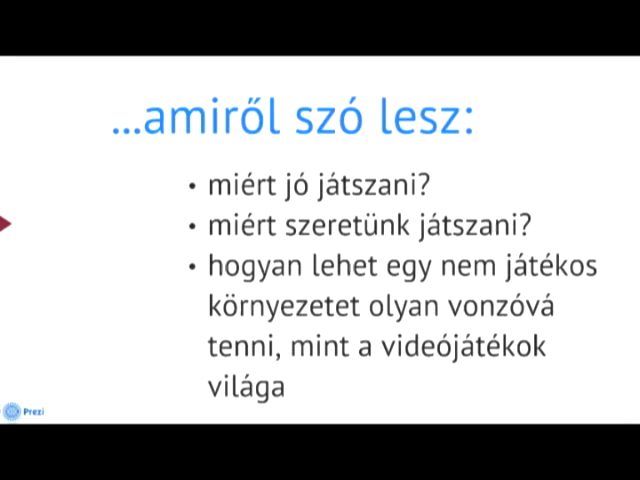 ...amiről szó lesz:
• miért jó játszani?
• miért szeretünk játszani?
• hogyan lehet egy nem játékos
környezetet olyan vonzóvá
tenni, mint a videójátékok
világa
Prezi